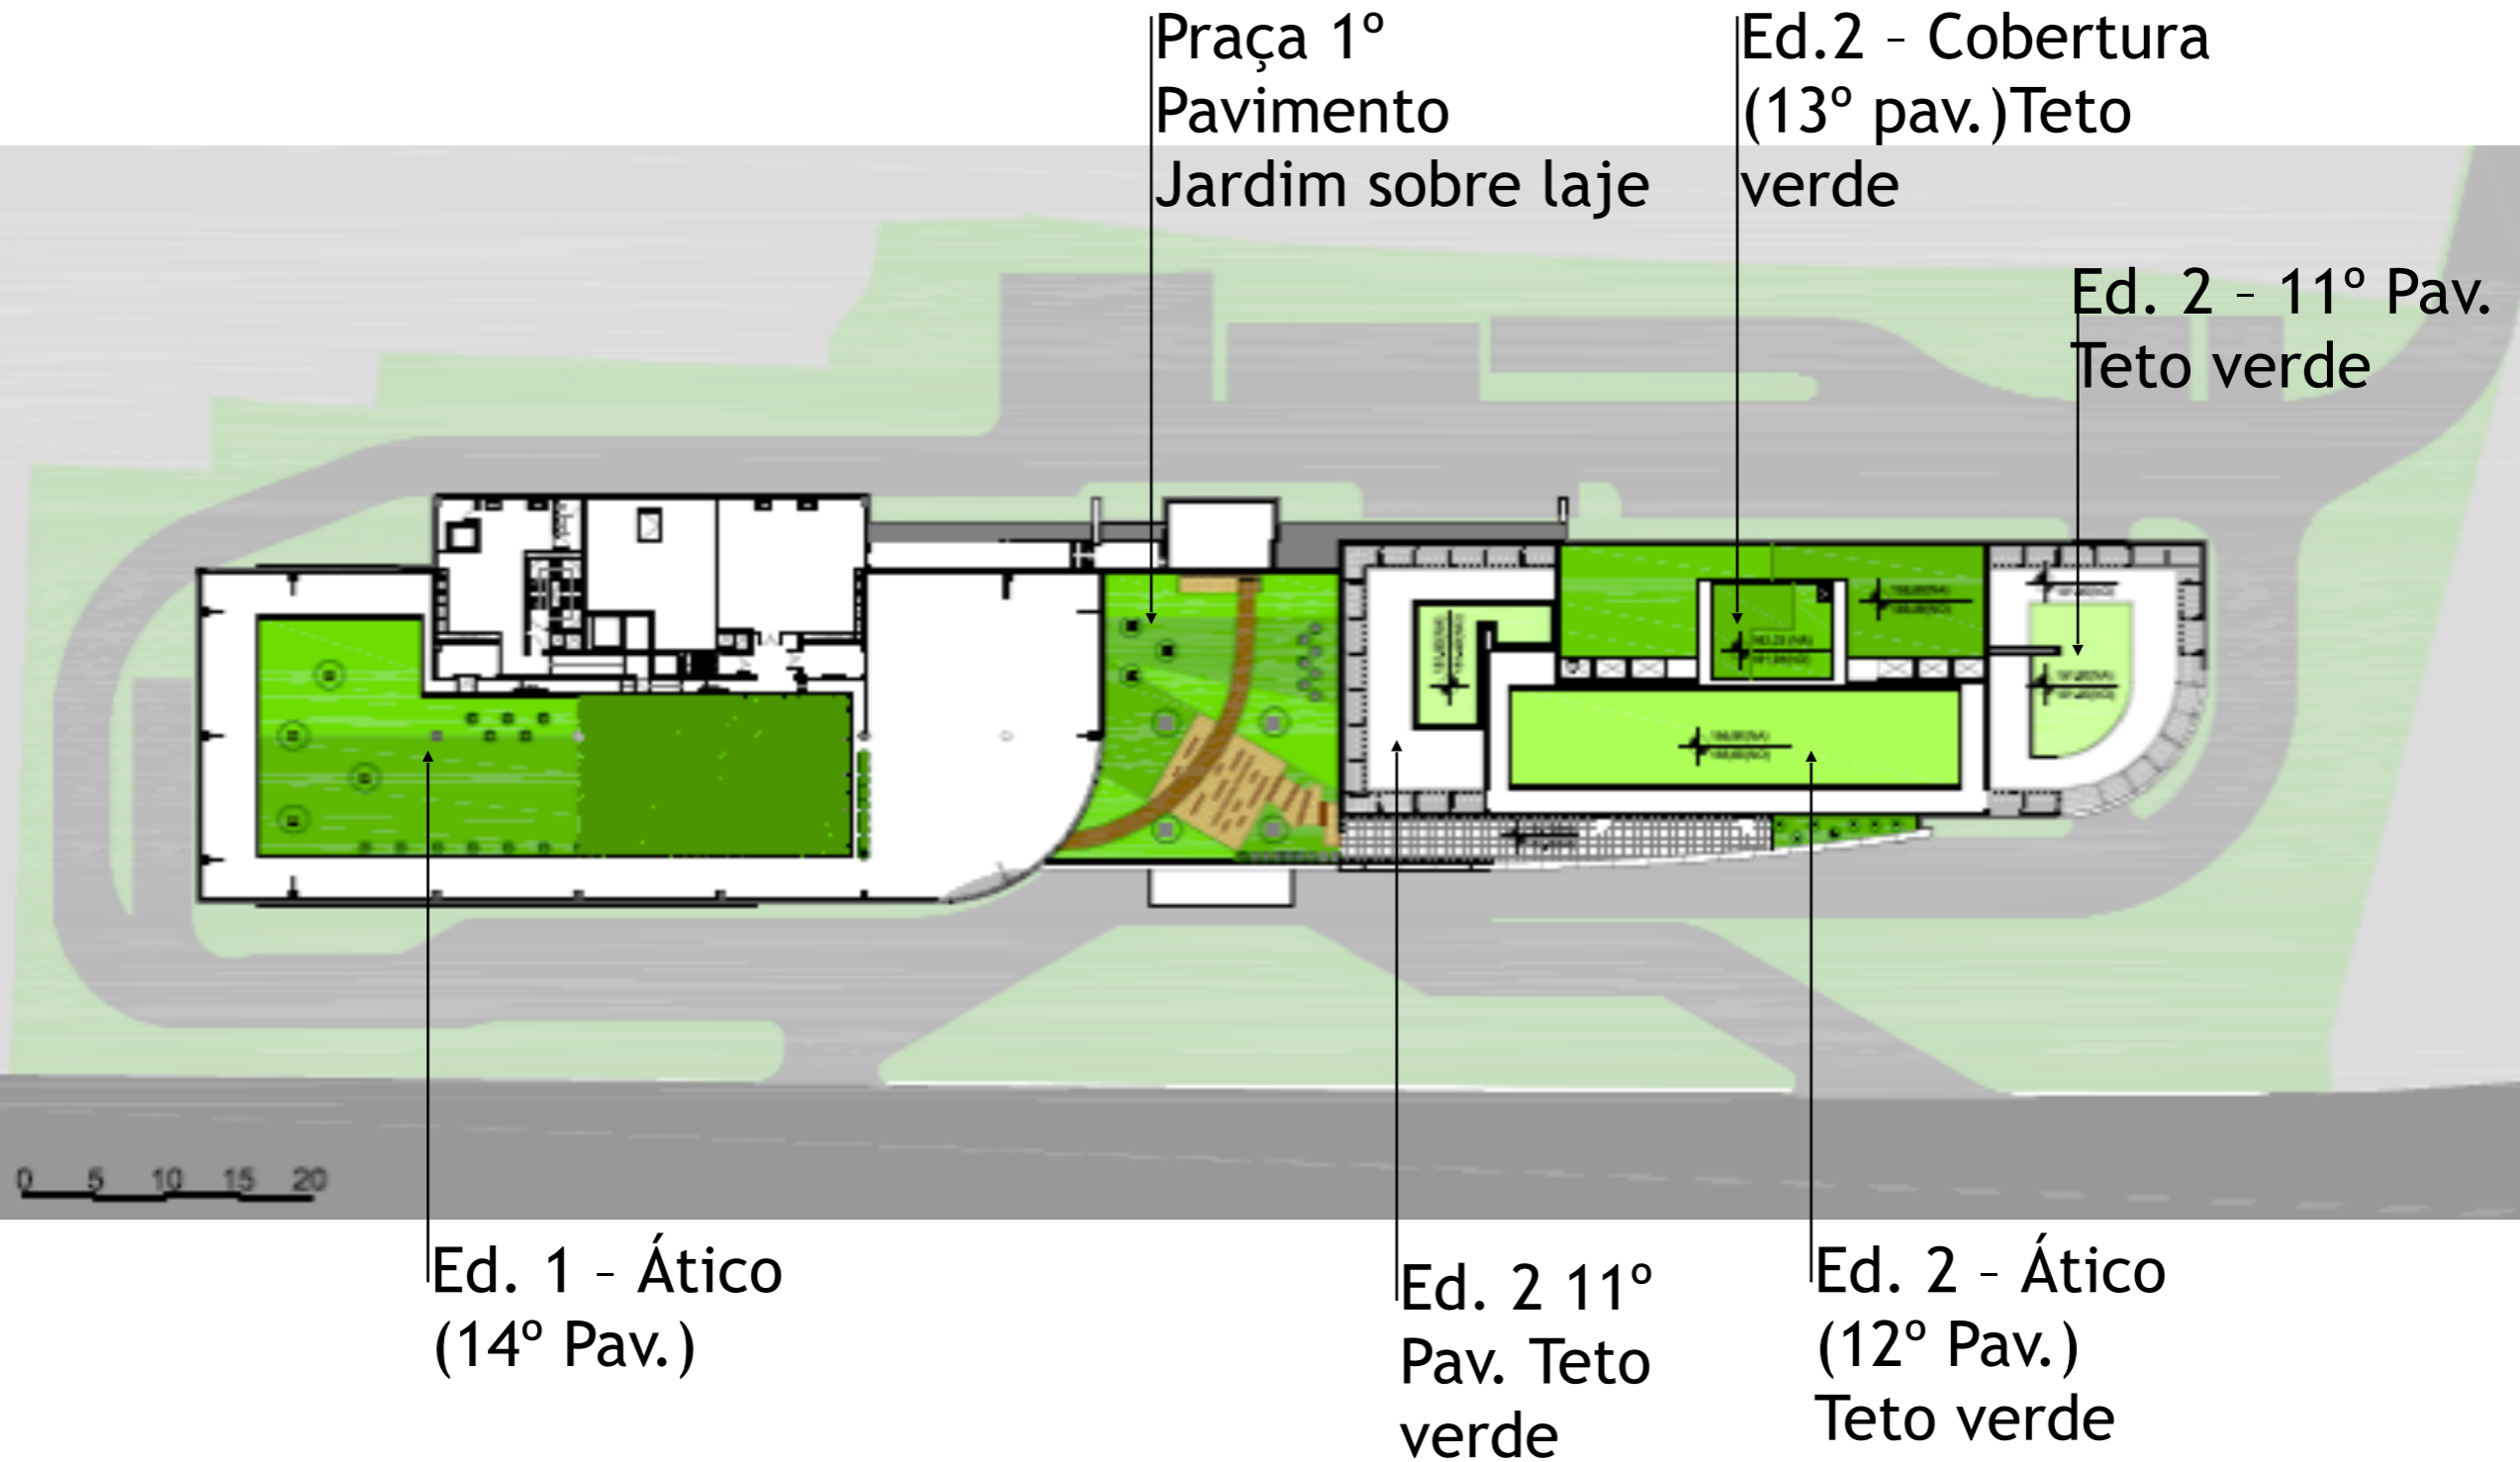 Praça 1º
Pavimento
Jardim sobre laje
Ed.2 – Cobertura
(13º pav.)Teto
verde
Ed. 2 – 11º Pav.
Teto verde
0 5 10 15 20
Ed. 1 – Ático
(14º Pav.)
Ed. 2 11º
Pav. Teto
verde
Ed. 2 – Ático
(12º Pav.)
Teto verde